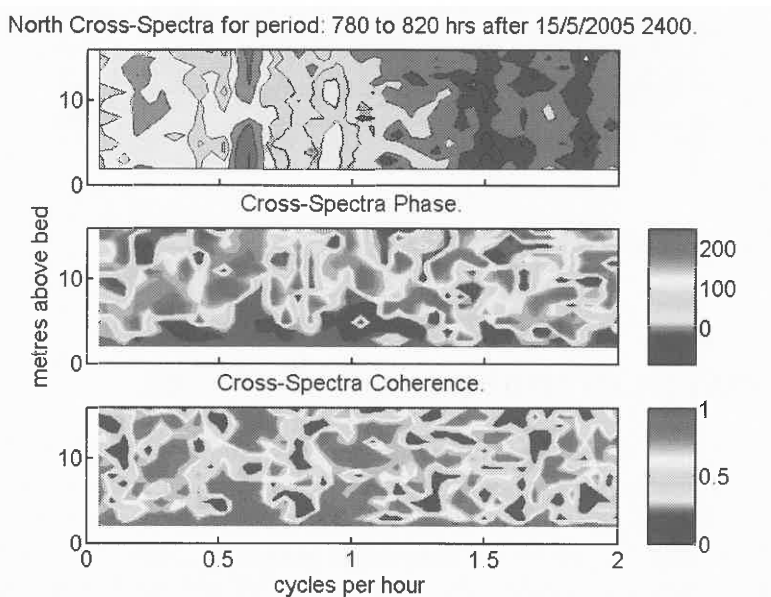 North Cross-Spectra for period: 780 to 820 hrs after 15/5/2005 2400.
10
0
Cross-Spectra Phase.
metres above bed
10
0
200
100
0
Cross-Spectra Coherence.
10
0
1
0.5
0
0 0.5 1 1.5 2
cycles per hour